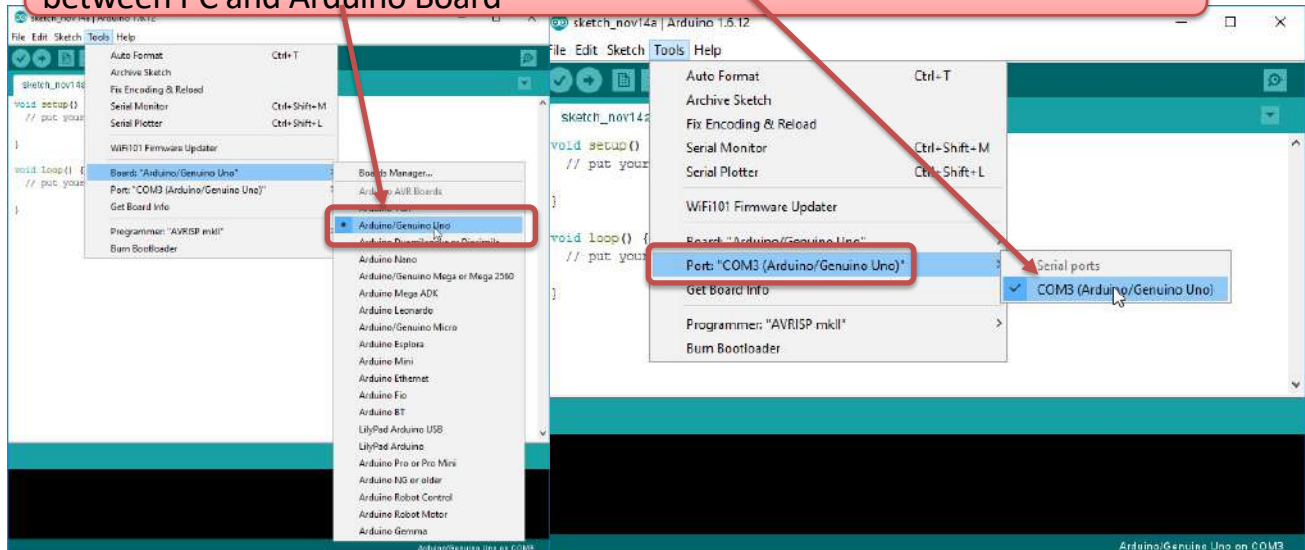 between PC and Arduino Board
sketch_nov14a | Arduino 1.6.12
File Edit Sketch Tools Help
Auto Format Ctrl+T
Archive Sketch
Fix Encoding & Reload
Serial Monitor Ctrl+Shift+M
Serial Plotter Ctrl+Shift+L
WiFi101 Firmware Updater
Board: "Arduino/Genuino Uno"
Port: "COM3 (Arduino/Genuino Uno)"
Get Board Info
Programmer: "AVRISP mkII"
Burn Bootloader
sketch_nov14a
void setup() {
// put your
}
void loop() {
// put your
}
Boards Manager...
Arduino AVR Boards
Arduino/Genuino Uno
Arduino Duemilanove or Diecimila
Arduino Nano
Arduino/Genuino Mega or Mega 2560
Arduino Mega ADK
Arduino Leonardo
Arduino/Genuino Micro
Arduino Esplora
Arduino Mini
Arduino Ethernet
Arduino Fio
Arduino BT
LilyPad Arduino USB
LilyPad Arduino
Arduino Pro or Pro Mini
Arduino NG or older
Arduino Robot Control
Arduino Robot Motor
Arduino Gemma
Arduino/Genuino Uno on COM3
sketch_nov14a | Arduino 1.6.12
File Edit Sketch Tools Help
Auto Format Ctrl+T
Archive Sketch
Fix Encoding & Reload
Serial Monitor Ctrl+Shift+M
Serial Plotter Ctrl+Shift+L
WiFi101 Firmware Updater
Board: "Arduino/Genuino Uno"
Port: "COM3 (Arduino/Genuino Uno)"
Get Board Info
Programmer: "AVRISP mkII"
Burn Bootloader
sketch_nov14a
void setup()
// put your
}
void loop() {
// put your
}
Serial ports
COM3 (Arduino/Genuino Uno)
Arduino/Genuino Uno on COM3